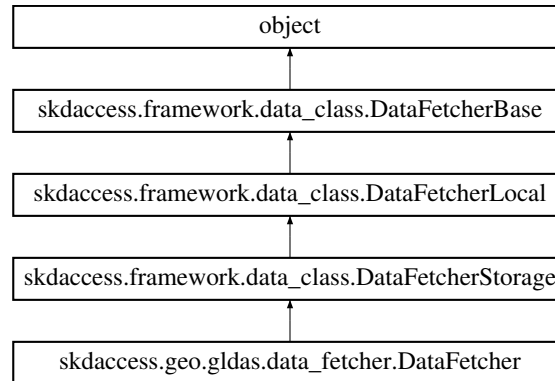 object
skdaccess.framework.data_class.DataFetcherBase
skdaccess.framework.data_class.DataFetcherLocal
skdaccess.framework.data_class.DataFetcherStorage
skdaccess.geo.gldas.data_fetcher.DataFetcher